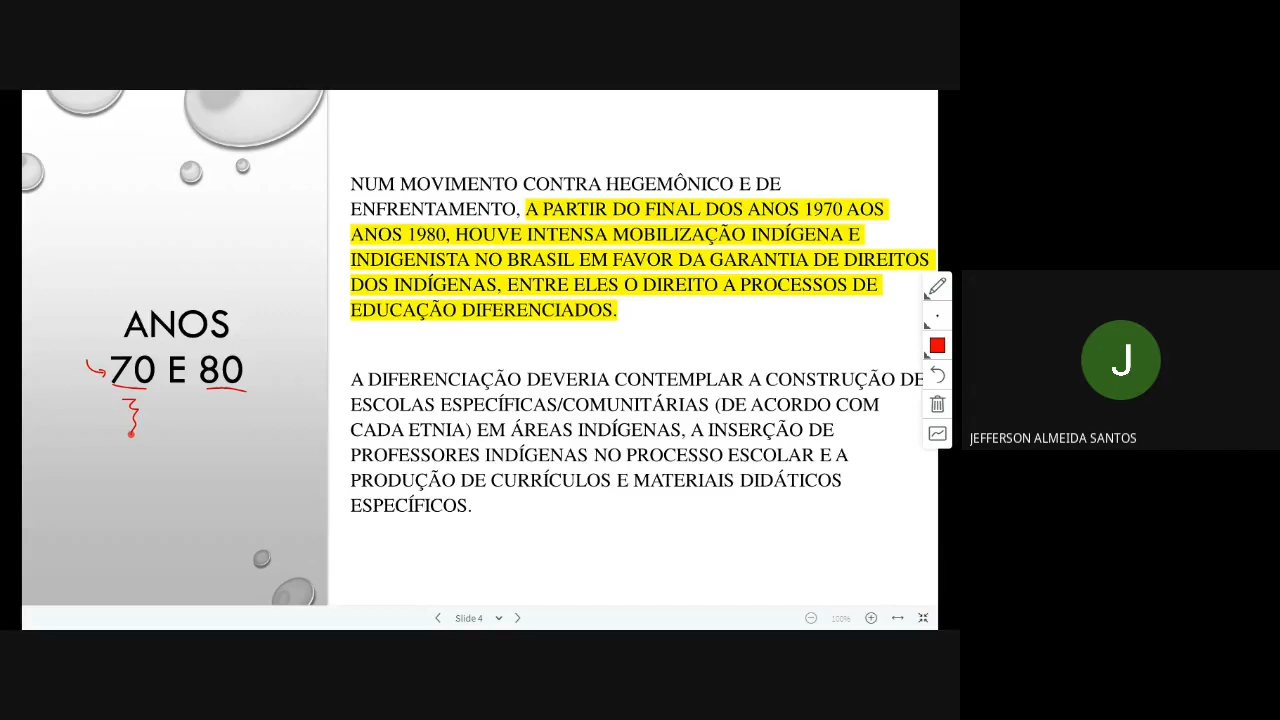 ANOS
70 E 80
NUM MOVIMENTO CONTRA HEGEMÔNICO E DE
ENFRENTAMENTO, A PARTIR DO FINAL DOS ANOS 1970 AOS
ANOS 1980, HOUVE INTENSA MOBILIZAÇÃO INDÍGENA E
INDIGENISTA NO BRASIL EM FAVOR DA GARANTIA DE DIREITOS
DOS INDÍGENAS, ENTRE ELES O DIREITO A PROCESSOS DE
EDUCAÇÃO DIFERENCIADOS.
A DIFERENCIAÇÃO DEVERIA CONTEMPLAR A CONSTRUÇÃO DE
ESCOLAS ESPECÍFICAS/COMUNITÁRIAS (DE ACORDO COM
CADA ETNIA) EM ÁREAS INDÍGENAS, A INSERÇÃO DE
PROFESSORES INDÍGENAS NO PROCESSO ESCOLAR E A
PRODUÇÃO DE CURRÍCULOS E MATERIAIS DIDÁTICOS
ESPECÍFICOS.
Slide 4
100%
J
JEFFERSON ALMEIDA SANTOS